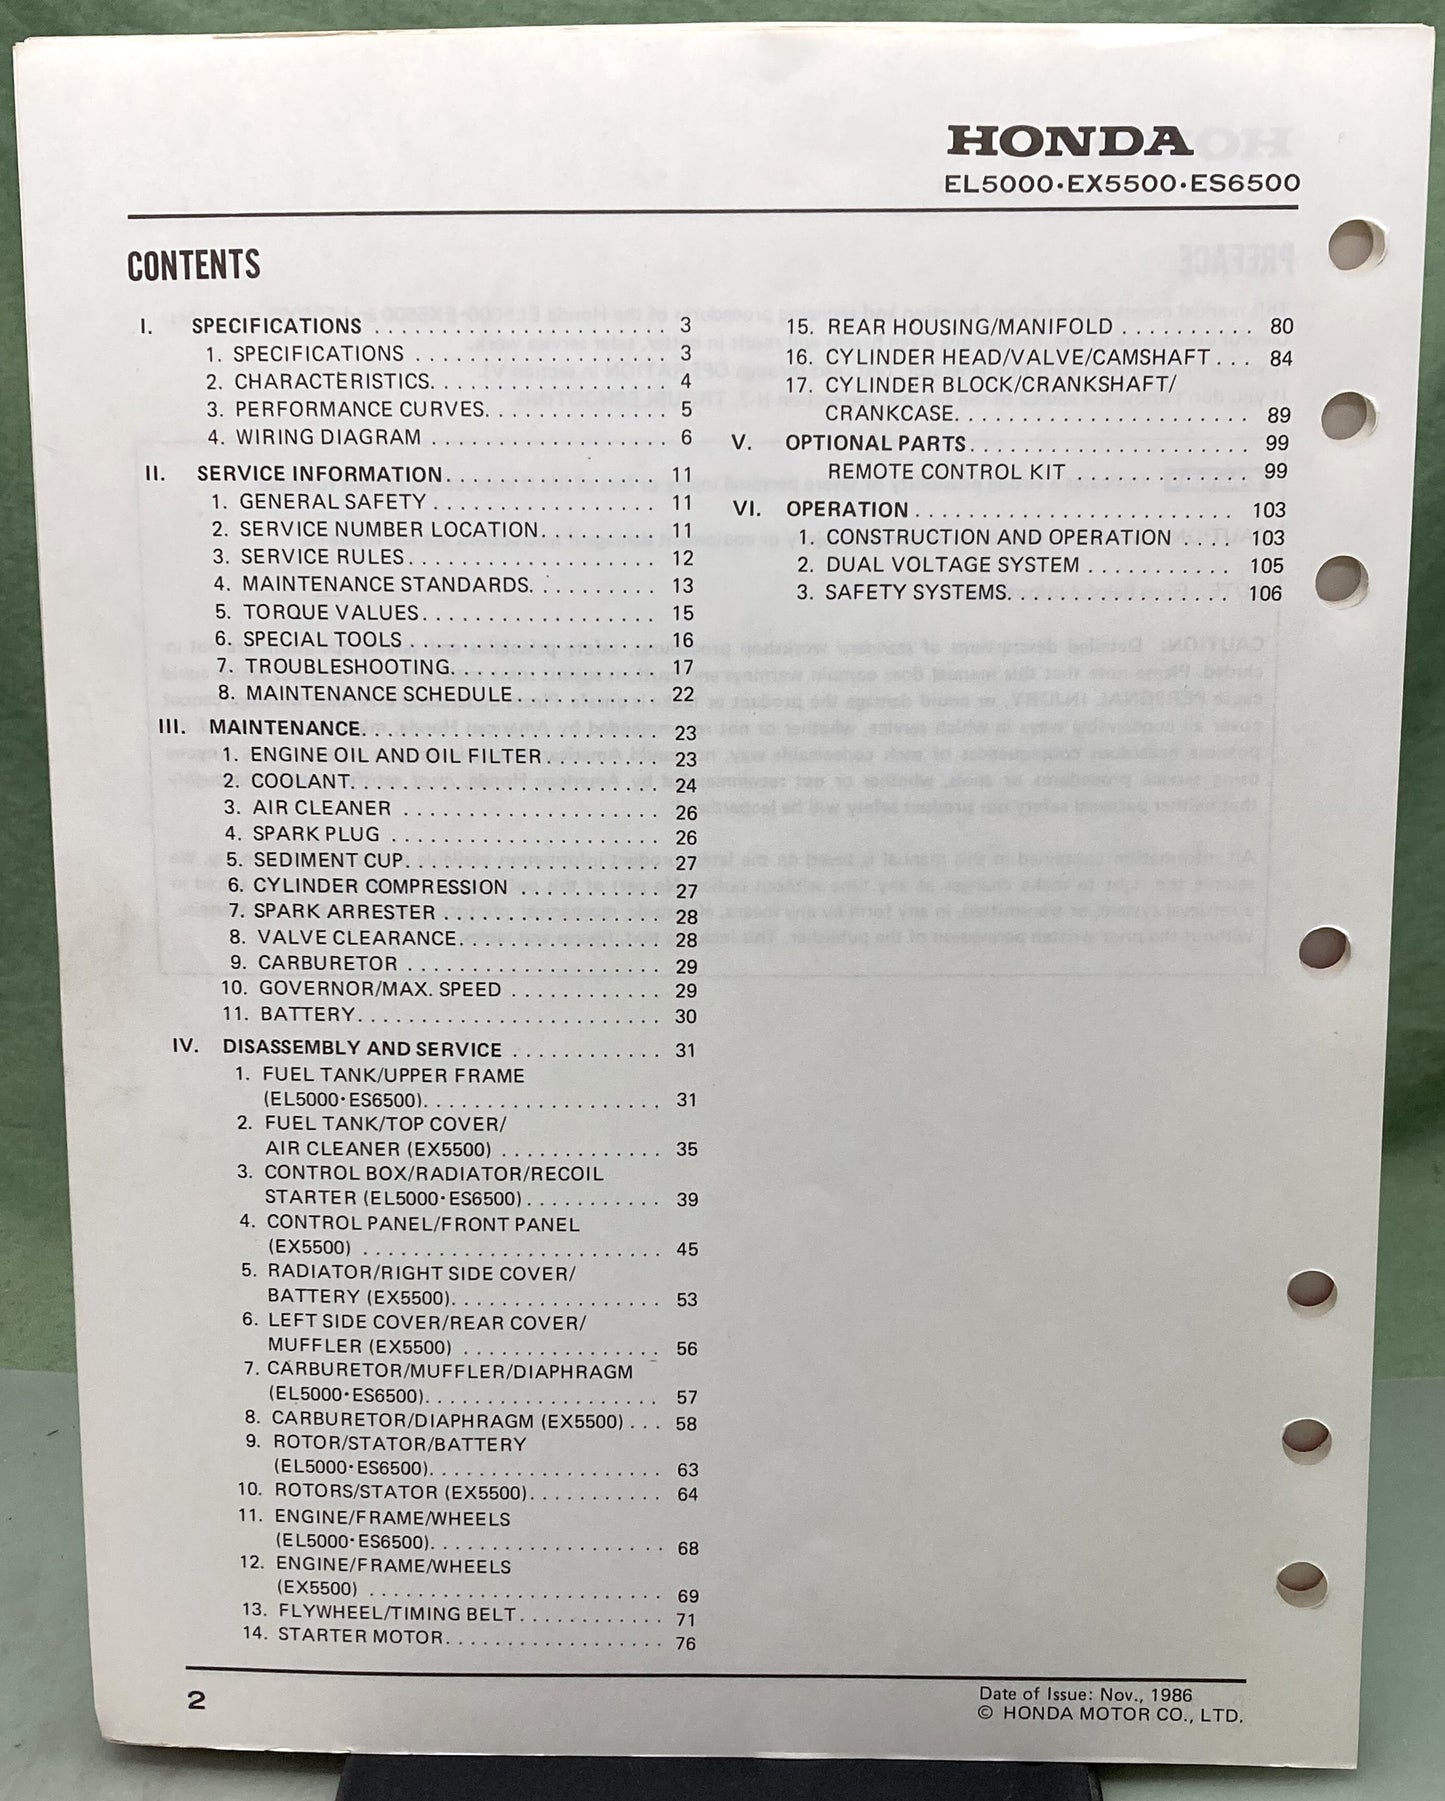 HONDA
EL5000•EX5500•ES6500
CONTENTS
I. SPECIFICATIONS . . . . . . . . . . . . . . . . . . . . . . . . 3
1. SPECIFICATIONS . . . . . . . . . . . . . . . . . . . . 3
2. CHARACTERISTICS. . . . . . . . . . . . . . . . . . . 4
3. PERFORMANCE CURVES. . . . . . . . . . . . . . 5
4. WIRING DIAGRAM . . . . . . . . . . . . . . . . . . . 6
II. SERVICE INFORMATION. . . . . . . . . . . . . . . . 11
1. GENERAL SAFETY . . . . . . . . . . . . . . . . . . 11
2. SERVICE NUMBER LOCATION. . . . . . . . . 11
3. SERVICE RULES. . . . . . . . . . . . . . . . . . . . 12
4. MAINTENANCE STANDARDS. . . . . . . . . . 13
5. TORQUE VALUES. . . . . . . . . . . . . . . . . . . 15
6. SPECIAL TOOLS . . . . . . . . . . . . . . . . . . . . 16
7. TROUBLESHOOTING. . . . . . . . . . . . . . . . . 17
8. MAINTENANCE SCHEDULE. . . . . . . . . . . 22
III. MAINTENANCE. . . . . . . . . . . . . . . . . . . . . . . 23
1. ENGINE OIL AND OIL FILTER. . . . . . . . . 23
2. COOLANT. . . . . . . . . . . . . . . . . . . . . . . . . 24
3. AIR CLEANER . . . . . . . . . . . . . . . . . . . . . 26
4. SPARK PLUG . . . . . . . . . . . . . . . . . . . . . . 26
5. SEDIMENT CUP. . . . . . . . . . . . . . . . . . . . . 27
6. CYLINDER COMPRESSION . . . . . . . . . . . . 27
7. SPARK ARRESTER . . . . . . . . . . . . . . . . . . 28
8. VALVE CLEARANCE. . . . . . . . . . . . . . . . . 28
9. CARBURETOR . . . . . . . . . . . . . . . . . . . . . 29
10. GOVERNOR/MAX. SPEED . . . . . . . . . . . . 29
11. BATTERY. . . . . . . . . . . . . . . . . . . . . . . . . 30
IV. DISASSEMBLY AND SERVICE . . . . . . . . . . . . 31
1. FUEL TANK/UPPER FRAME
(EL5000•ES6500). . . . . . . . . . . . . . . . . . . . 31
2. FUEL TANK/TOP COVER/
AIR CLEANER (EX5500) . . . . . . . . . . . . . 35
3. CONTROL BOX/RADIATOR/RECOIL
STARTER (EL5000•ES6500). . . . . . . . . . . 39
4. CONTROL PANEL/FRONT PANEL
(EX5500) . . . . . . . . . . . . . . . . . . . . . . . . 45
5. RADIATOR/RIGHT SIDE COVER/
BATTERY (EX5500). . . . . . . . . . . . . . . . . 53
6. LEFT SIDE COVER/REAR COVER/
MUFFLER (EX5500) . . . . . . . . . . . . . . . . 56
7. CARBURETOR/MUFFLER/DIAPHRAGM
(EL5000•ES6500). . . . . . . . . . . . . . . . . . . 57
8. CARBURETOR/DIAPHRAGM (EX5500) . . . 58
9. ROTOR/STATOR/BATTERY
(EL5000•ES6500). . . . . . . . . . . . . . . . . . . 63
10. ROTORS/STATOR (EX5500). . . . . . . . . . . 64
11. ENGINE/FRAME/WHEELS
(EL5000•ES6500). . . . . . . . . . . . . . . . . . . 68
12. ENGINE/FRAME/WHEELS
(EX5500) . . . . . . . . . . . . . . . . . . . . . . . . 69
13. FLYWHEEL/TIMING BELT. . . . . . . . . . . . 71
14. STARTER MOTOR. . . . . . . . . . . . . . . . . . 76
15. REAR HOUSING/MANIFOLD . . . . . . . . . . 80
16. CYLINDER HEAD/VALVE/CAMSHAFT . . . 84
17. CYLINDER BLOCK/CRANKSHAFT/
CRANKCASE. . . . . . . . . . . . . . . . . . . . . . . . 89
V. OPTIONAL PARTS. . . . . . . . . . . . . . . . . . . . . . . 99
REMOTE CONTROL KIT . . . . . . . . . . . . . . . 99
VI. OPERATION . . . . . . . . . . . . . . . . . . . . . . . . . . 103
1. CONSTRUCTION AND OPERATION . . . . 103
2. DUAL VOLTAGE SYSTEM . . . . . . . . . . . 105
3. SAFETY SYSTEMS. . . . . . . . . . . . . . . . . . 106
2
Date of Issue: Nov., 1986
© HONDA MOTOR CO., LTD.